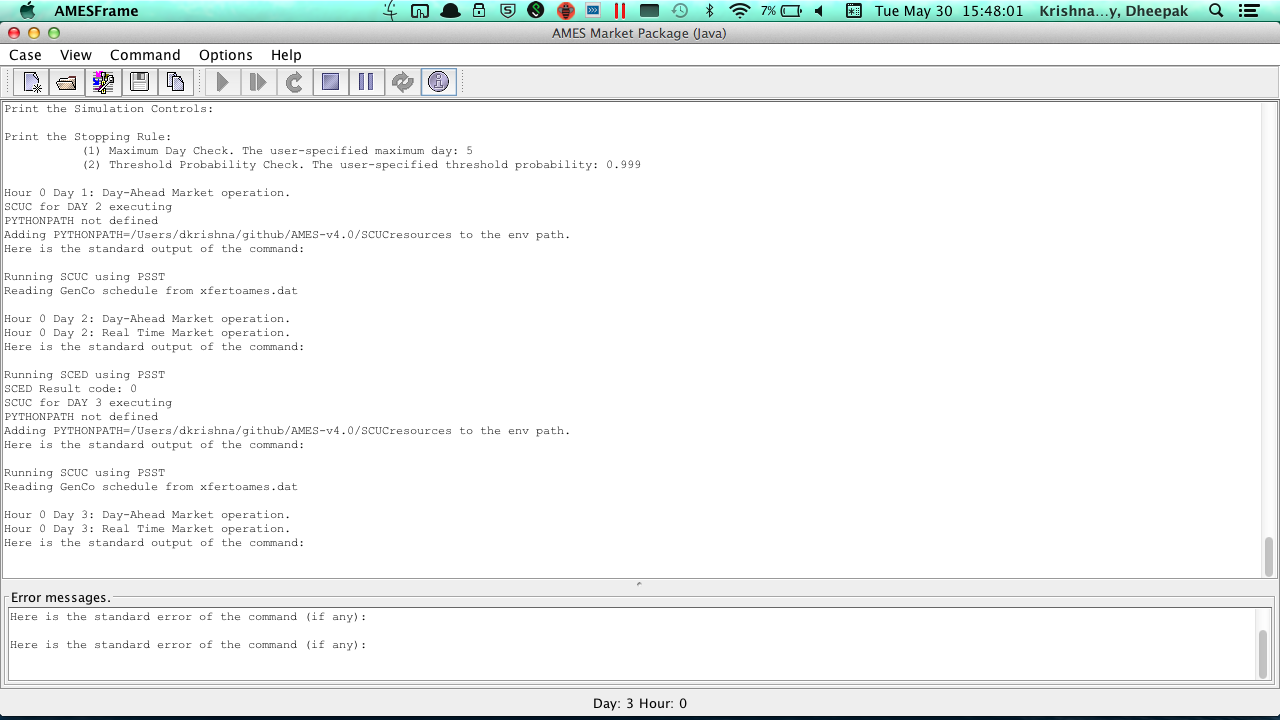 AMESFrame
7%
Tue May 30 15:48:01
Krishna...y, Dheepak
AMES Market Package (Java)
Case View Command Options Help
Print the Simulation Controls:
Print the Stopping Rule:
(1) Maximum Day Check. The user-specified maximum day: 5
(2) Threshold Probability Check. The user-specified threshold probability: 0.999
Hour 0 Day 1: Day-Ahead Market operation.
SCUC for DAY 2 executing
PYTHONPATH not defined
Adding PYTHONPATH=/Users/dkrishna/github/AMES-v4.0/SCUCresources to the env path.
Here is the standard output of the command:
Running SCUC using PSST
Reading GenCo schedule from xfertoames.dat
Hour 0 Day 2: Day-Ahead Market operation.
Hour 0 Day 2: Real Time Market operation.
Here is the standard output of the command:
Running SCED using PSST
SCED Result code: 0
SCUC for DAY 3 executing
PYTHONPATH not defined
Adding PYTHONPATH=/Users/dkrishna/github/AMES-v4.0/SCUCresources to the env path.
Here is the standard output of the command:
Running SCUC using PSST
Reading GenCo schedule from xfertoames.dat
Hour 0 Day 3: Day-Ahead Market operation.
Hour 0 Day 3: Real Time Market operation.
Here is the standard output of the command:
Error messages.
Here is the standard error of the command (if any):
Here is the standard error of the command (if any):
Day: 3 Hour: 0